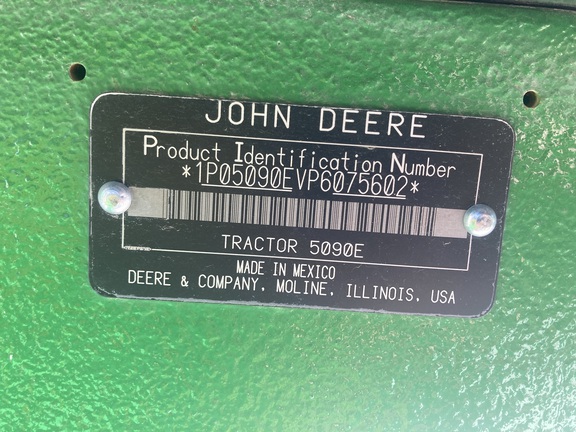 JOHN DEERE
Product Identification Number
*1P05090EVP6075602*
TRACTOR 5090E
MADE IN MEXICO
DEERE & COMPANY, MOLINE, ILLINOIS, USA